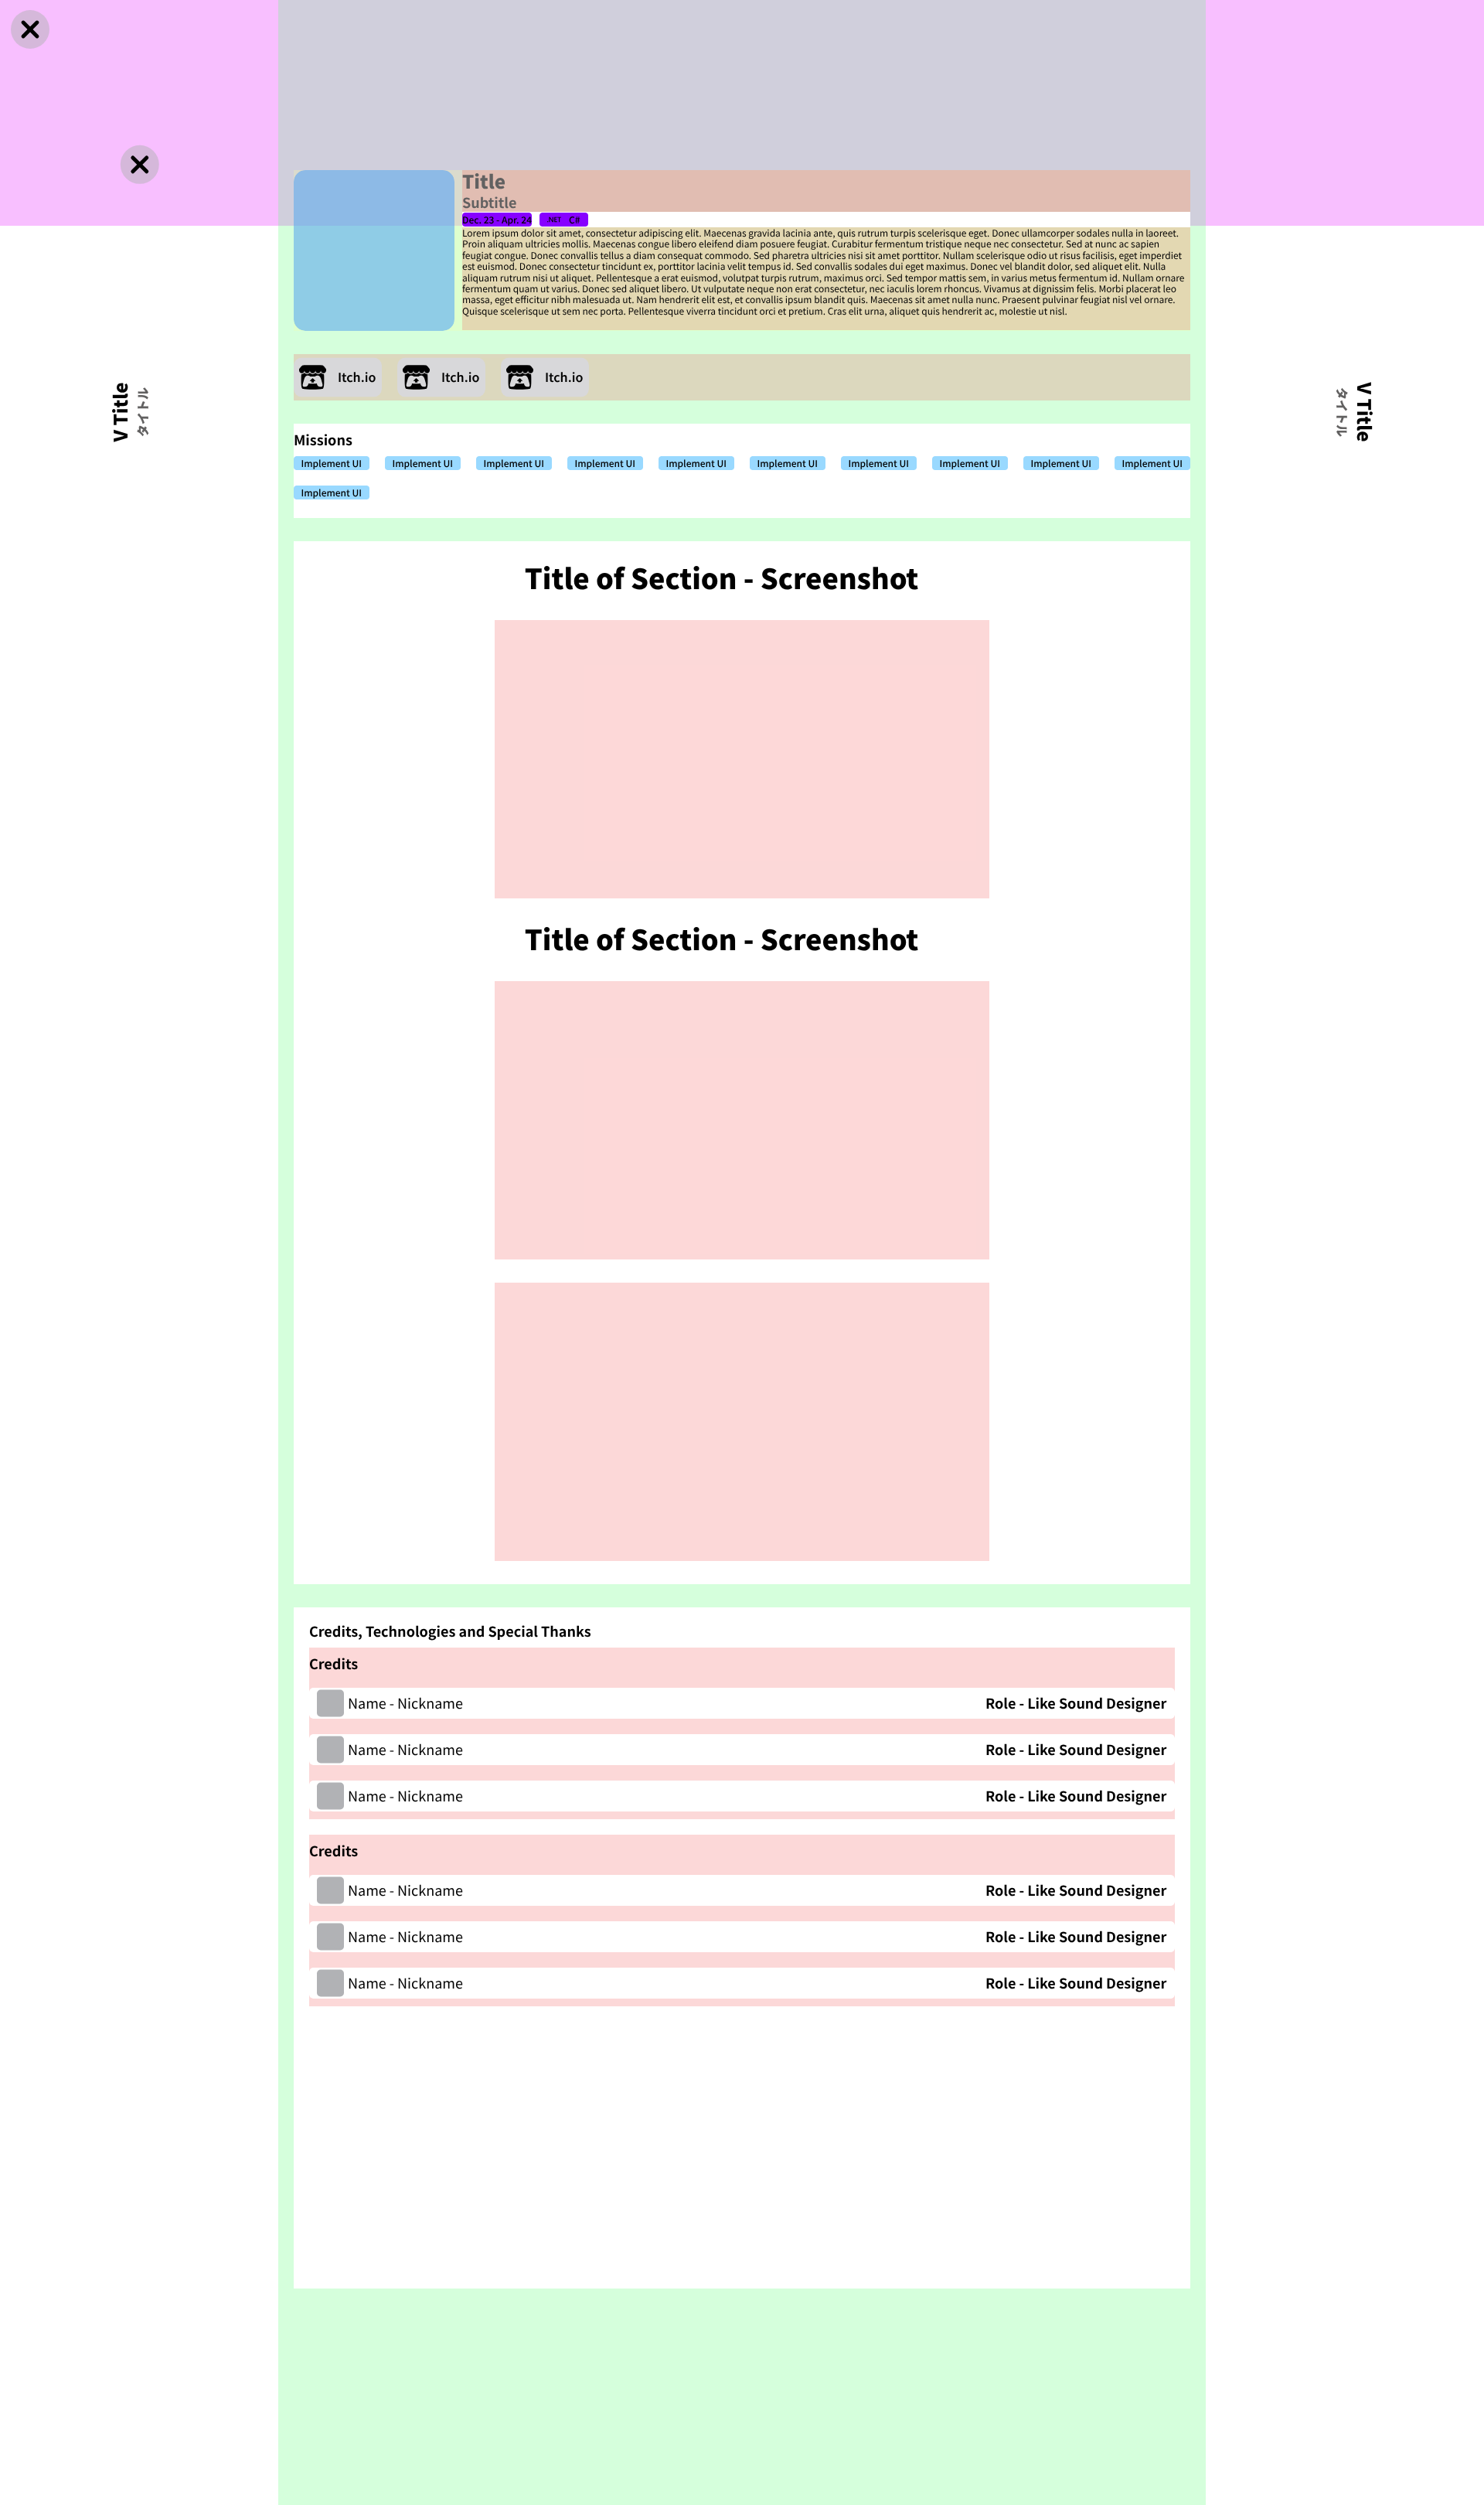 Title
Subtitle
Dec. 23 - Apr. 24
.NET
C#
Lorem ipsum dolor sit amet, consectetur adipiscing elit. Maecenas gravida lacinia ante, quis rutrum turpis scelerisque eget. Donec ullamcorper sodales nulla in laoreet.
Proin aliquam ultricies mollis. Maecenas congue libero eleifend diam posuere feugiat. Curabitur fermentum tristique neque nec consectetur. Sed at nunc ac sapien
feugiat congue. Donec convallis tellus a diam consequat commodo. Sed pharetra ultricies nisi sit amet porttitor. Nullam scelerisque odio ut risus facilisis, eget imperdiet
est euismod. Donec consectetur tincidunt ex, porttitor lacinia velit tempus id. Sed convallis sodales dui eget maximus. Donec vel blandit dolor, sed aliquet elit. Nulla
aliquam rutrum nisi ut aliquet. Pellentesque a erat euismod, volutpat turpis rutrum, maximus orci. Sed tempor mattis sem, in varius metus fermentum id. Nullam ornare
fermentum quam ut varius. Donec sed aliquet libero. Ut vulputate neque non erat consectetur, nec iaculis lorem rhoncus. Vivamus at dignissim felis. Morbi placerat leo
massa, eget efficitur nibh malesuada ut. Nam hendrerit elit est, et convallis ipsum blandit quis. Maecenas sit amet nulla nunc. Praesent pulvinar feugiat nisl vel ornare.
Quisque scelerisque ut sem nec porta. Pellentesque viverra tincidunt orci et pretium. Cras elit urna, aliquet quis hendrerit ac, molestie ut nisl.
V Title
タイトル
Itch.io
Itch.io
Itch.io
V Title
タイトル
Missions
Implement UI
Implement UI
Implement UI
Implement UI
Implement UI
Implement UI
Implement UI
Implement UI
Implement UI
Implement UI
Implement UI
Title of Section - Screenshot
Title of Section - Screenshot
Credits, Technologies and Special Thanks
Credits
Name - Nickname
Role - Like Sound Designer
Name - Nickname
Role - Like Sound Designer
Name - Nickname
Role - Like Sound Designer
Credits
Name - Nickname
Role - Like Sound Designer
Name - Nickname
Role - Like Sound Designer
Name - Nickname
Role - Like Sound Designer